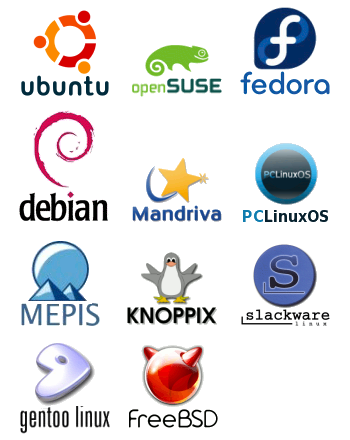 ubuntu
openSUSE
fedora
debian
Mandriva
PCLinuxOS
PCLinuxOS
MEPIS
KNOPPIX
S
slackware
linux
gentoo linux
FreeBSD